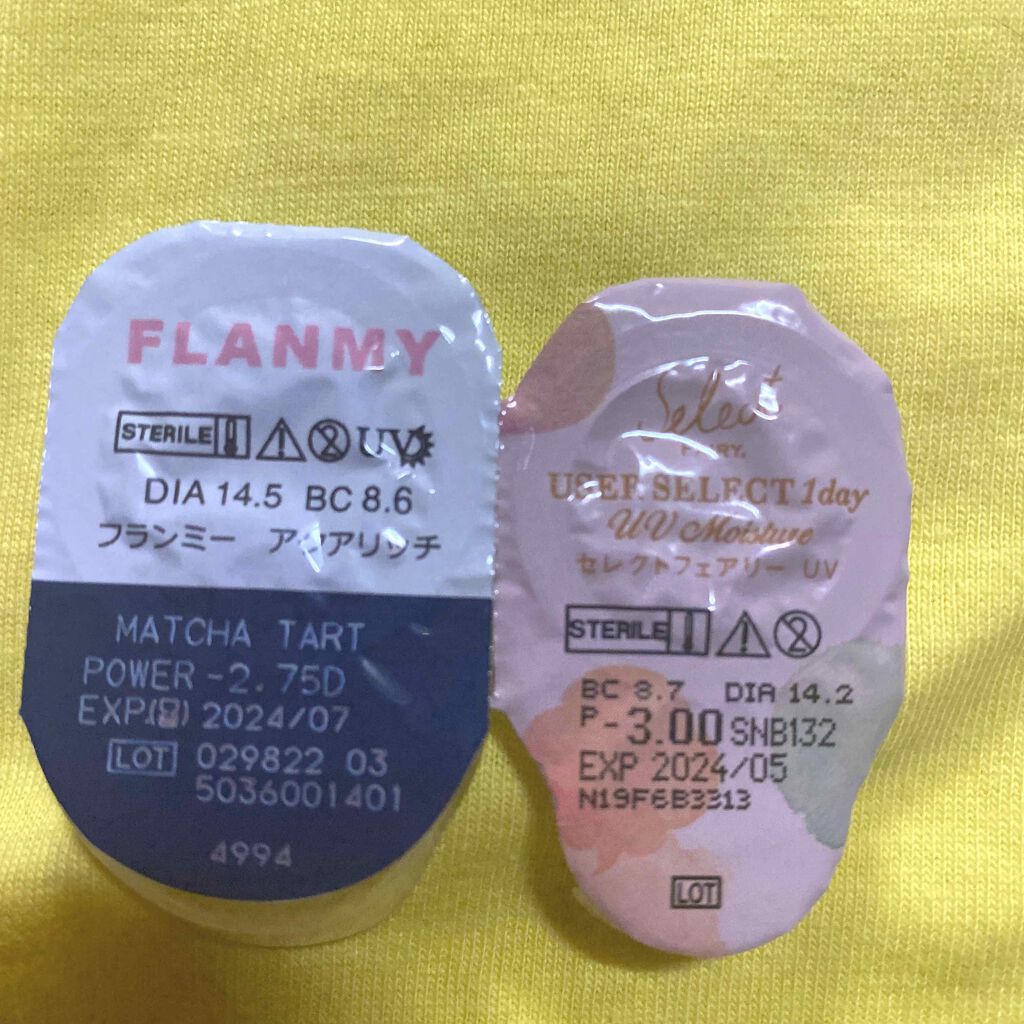 FLANMY
STERILE UV
DIA 14.5 BC 8.6
フランミー アクアリッチ
MATCHA TART
POWER -2.75D
EXP. 2024/07
LOT 029822 03
5036001401
4994
Select
FAIRY.
USER SELECT 1day
UV Moisture
セレクトフェアリー UV
STERILE
BC 8.7 DIA 14.2
P- 3.00 SNB132
EXP 2024/05
N19F6B3313
LOT